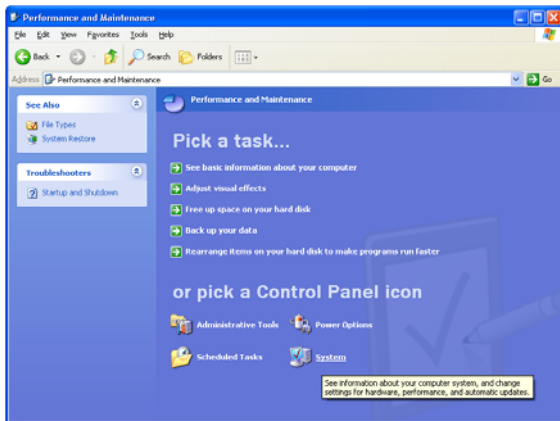 Performance and Maintenance
File Edit View Favorites Tools Help
Back Search Folders
Address Performance and Maintenance Go
See Also
File Types
System Restore
Troubleshooters
Startup and Shutdown
Performance and Maintenance
Pick a task...
See basic information about your computer
Adjust visual effects
Free up space on your hard disk
Back up your data
Rearrange items on your hard disk to make programs run faster
or pick a Control Panel icon
Administrative Tools Power Options
Scheduled Tasks System
See information about your computer system, and change
settings for hardware, performance, and automatic updates.